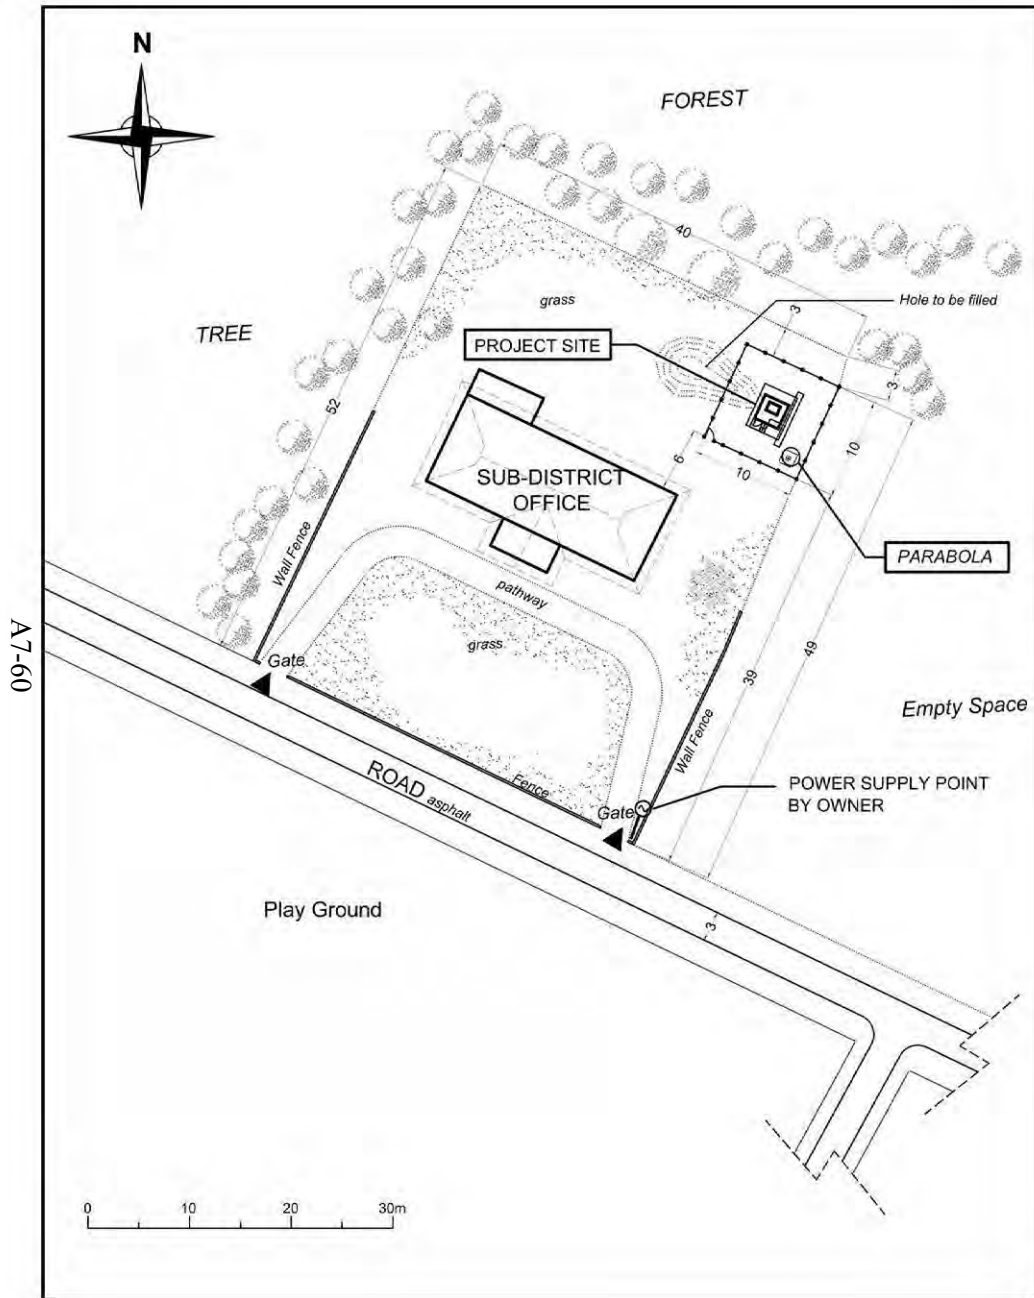 N
FOREST
40
Hole to be filled
grass
3
TREE
PROJECT SITE
3
52
10
6
10
SUB-DISTRICT
OFFICE
PARABOLA
Wall Fence
pathway
grass
49
39
Gate
Empty Space
Wall Fence
ROAD asphalt
Fence
POWER SUPPLY POINT
BY OWNER
Gate
Play Ground
3
0 10 20 30m
A7-60